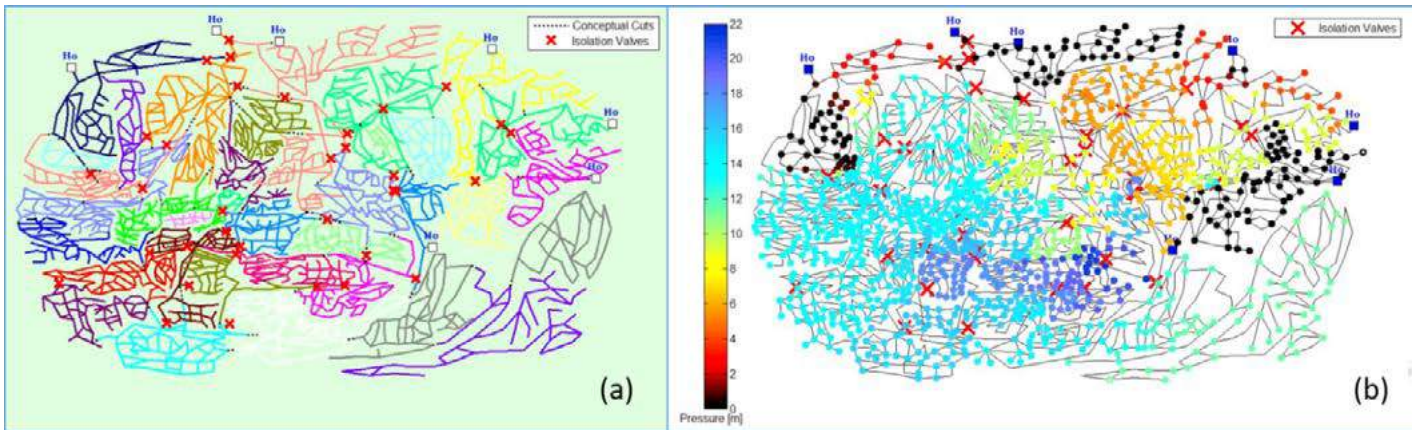 Ho
Ho
Ho
Ho
Ho
Ho
Conceptual Cuts
Isolation Valves
Ho
(a)
22
20
18
16
14
12
10
8
6
4
2
0
Pressure [m]
Ho
Ho
Ho
Ho
Ho
Ho
Ho
Isolation Valves
(b)